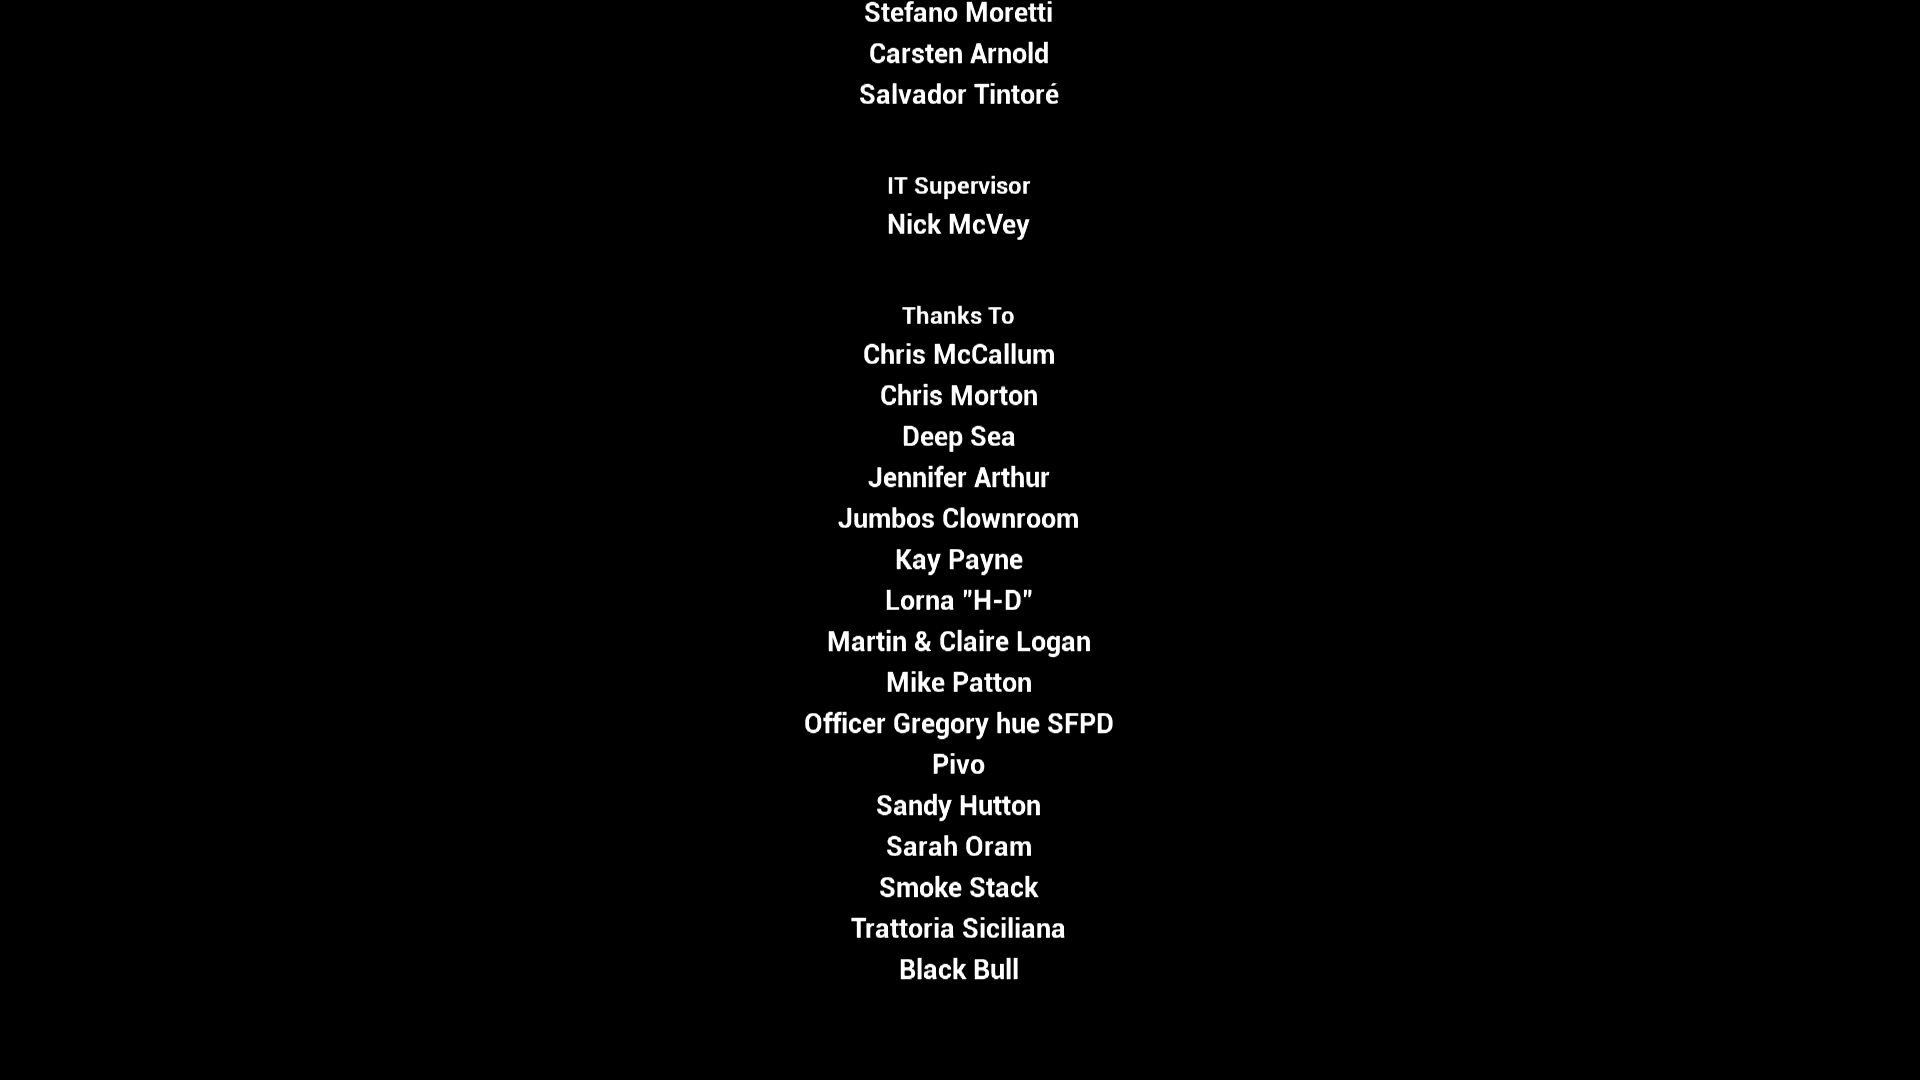 Stefano Moretti
Carsten Arnold
Salvador Tintoré
IT Supervisor
Nick McVey
Thanks To
Chris McCallum
Chris Morton
Deep Sea
Jennifer Arthur
Jumbos Clownroom
Kay Payne
Lorna "H-D"
Martin & Claire Logan
Mike Patton
Officer Gregory hue SFPD
Pivo
Sandy Hutton
Sarah Oram
Smoke Stack
Trattoria Siciliana
Black Bull